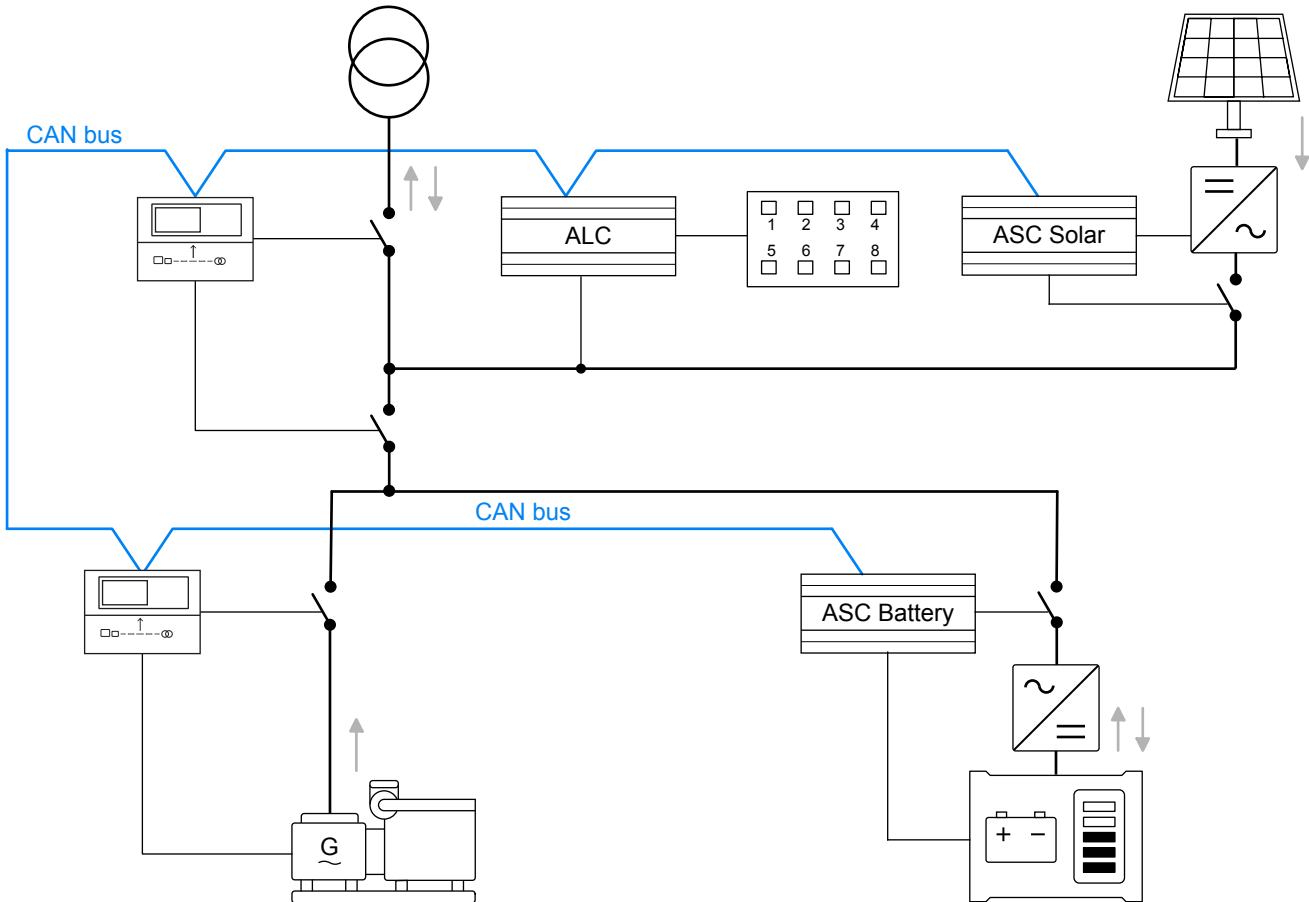 CAN bus
ALC
1 2 3 4
5 6 7 8
ASC Solar
CAN bus
ASC Battery
G
+ −